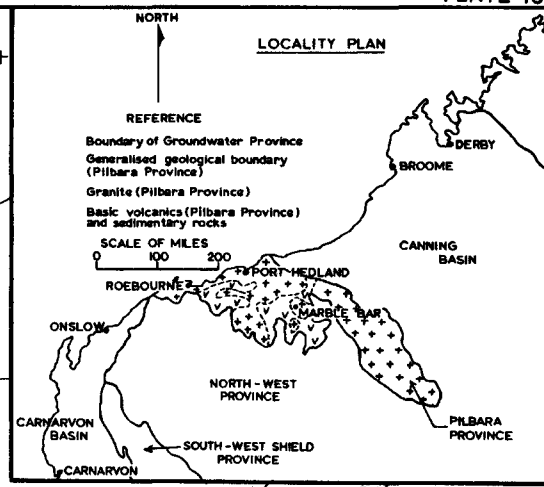 NORTH
LOCALITY PLAN
REFERENCE
Boundary of Groundwater Province
Generalised geological boundary
(Pilbara Province)
Granite (Pilbara Province)
Basic volcanics (Pilbara Province)
and sedimentary rocks
SCALE OF MILES
0 100 200
DERBY
BROOME
CANNING
BASIN
PORT HEDLAND
ROEBOURNE
MARBLE BAR
ONSLOW
NORTH-WEST
PROVINCE
PILBARA
PROVINCE
CARNARVON
BASIN
SOUTH-WEST SHIELD
PROVINCE
CARNARVON